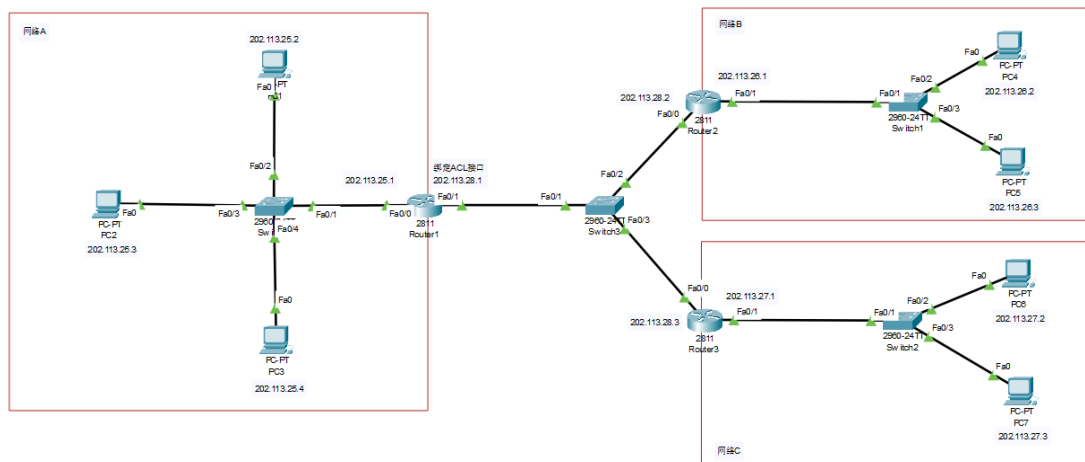 网络A
202.113.25.2
Fa0
Fa0/2
PC-PT
PC2
202.113.25.3
Fa0
Fa0/3
Fa0/4
Fa0/1
202.113.25.1
Fa0/0
Fa0
PC-PT
PC3
202.113.25.4
绑定ACL接口
202.113.28.1
Fa0/1
2811
Router1
Fa0/1
Fa0/2
Fa0/3
2960-24TT
Switch3
网络B
202.113.28.2
202.113.26.1
Fa0/1
Fa0/0
2811
Router2
Fa0/1
Fa0/2
Fa0/3
2960-24TT
Switch1
Fa0
PC-PT
PC4
202.113.26.2
Fa0
PC-PT
PC5
202.113.26.3
Fa0/0
202.113.27.1
Fa0/1
202.113.28.3
2811
Router3
Fa0/1
Fa0/2
Fa0/3
2960-24TT
Switch2
Fa0
PC-PT
PC6
202.113.27.2
Fa0
PC-PT
PC7
202.113.27.3
网络C